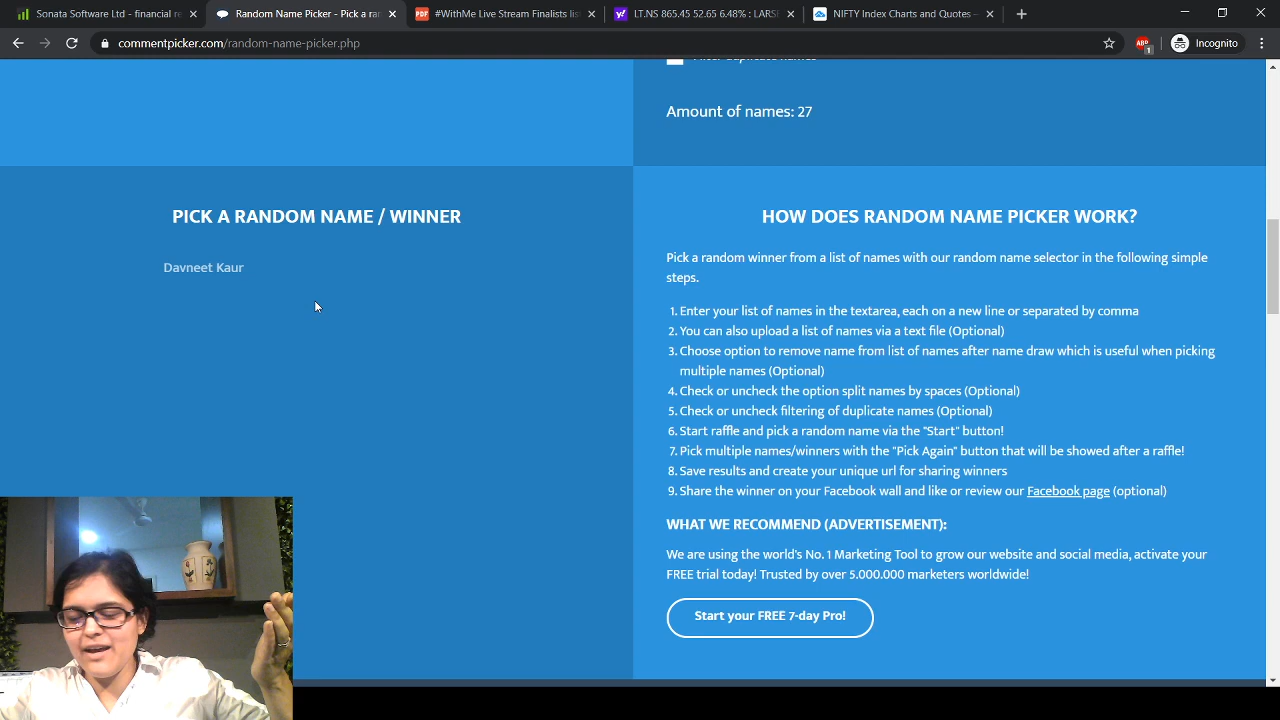 Sonata Software Ltd - financial re
Random Name Picker - Pick a ran
#WithMe Live Stream Finalists lis
LT.NS 865.45 52.65 6.48% : LARSE
NIFTY Index Charts and Quotes —
commentpicker.com/random-name-picker.php
Incognito
Amount of names: 27
PICK A RANDOM NAME / WINNER
Davneet Kaur
HOW DOES RANDOM NAME PICKER WORK?
Pick a random winner from a list of names with our random name selector in the following simple
steps.
1. Enter your list of names in the textarea, each on a new line or separated by comma
2. You can also upload a list of names via a text file (Optional)
3. Choose option to remove name from list of names after name draw which is useful when picking
multiple names (Optional)
4. Check or uncheck the option split names by spaces (Optional)
5. Check or uncheck filtering of duplicate names (Optional)
6. Start raffle and pick a random name via the "Start" button!
7. Pick multiple names/winners with the "Pick Again" button that will be showed after a raffle!
8. Save results and create your unique url for sharing winners
9. Share the winner on your Facebook wall and like or review our Facebook page (optional)
WHAT WE RECOMMEND (ADVERTISEMENT):
We are using the world's No. 1 Marketing Tool to grow our website and social media, activate your
FREE trial today! Trusted by over 5.000.000 marketers worldwide!
Start your FREE 7-day Pro!